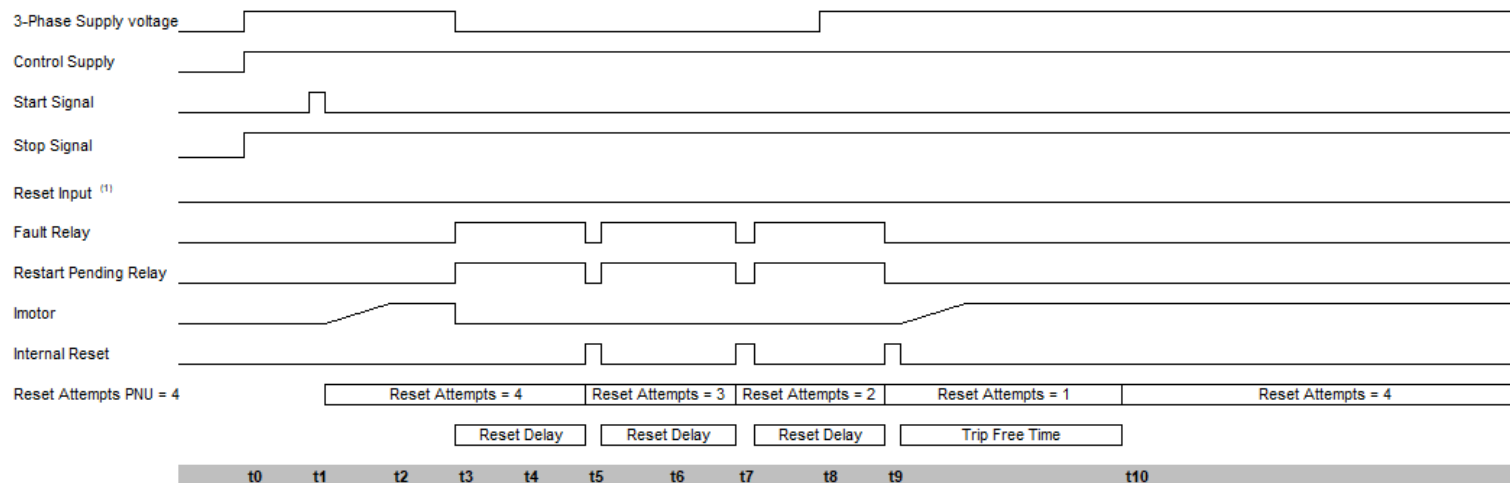 3-Phase Supply voltage
Control Supply
Start Signal
Stop Signal
Reset Input (1)
Fault Relay
Restart Pending Relay
Imotor
Internal Reset
Reset Attempts PNU = 4 Reset Attempts = 4 Reset Attempts = 3 Reset Attempts = 2 Reset Attempts = 1 Reset Attempts = 4
Reset Delay Reset Delay Reset Delay Trip Free Time
t0 t1 t2 t3 t4 t5 t6 t7 t8 t9 t10